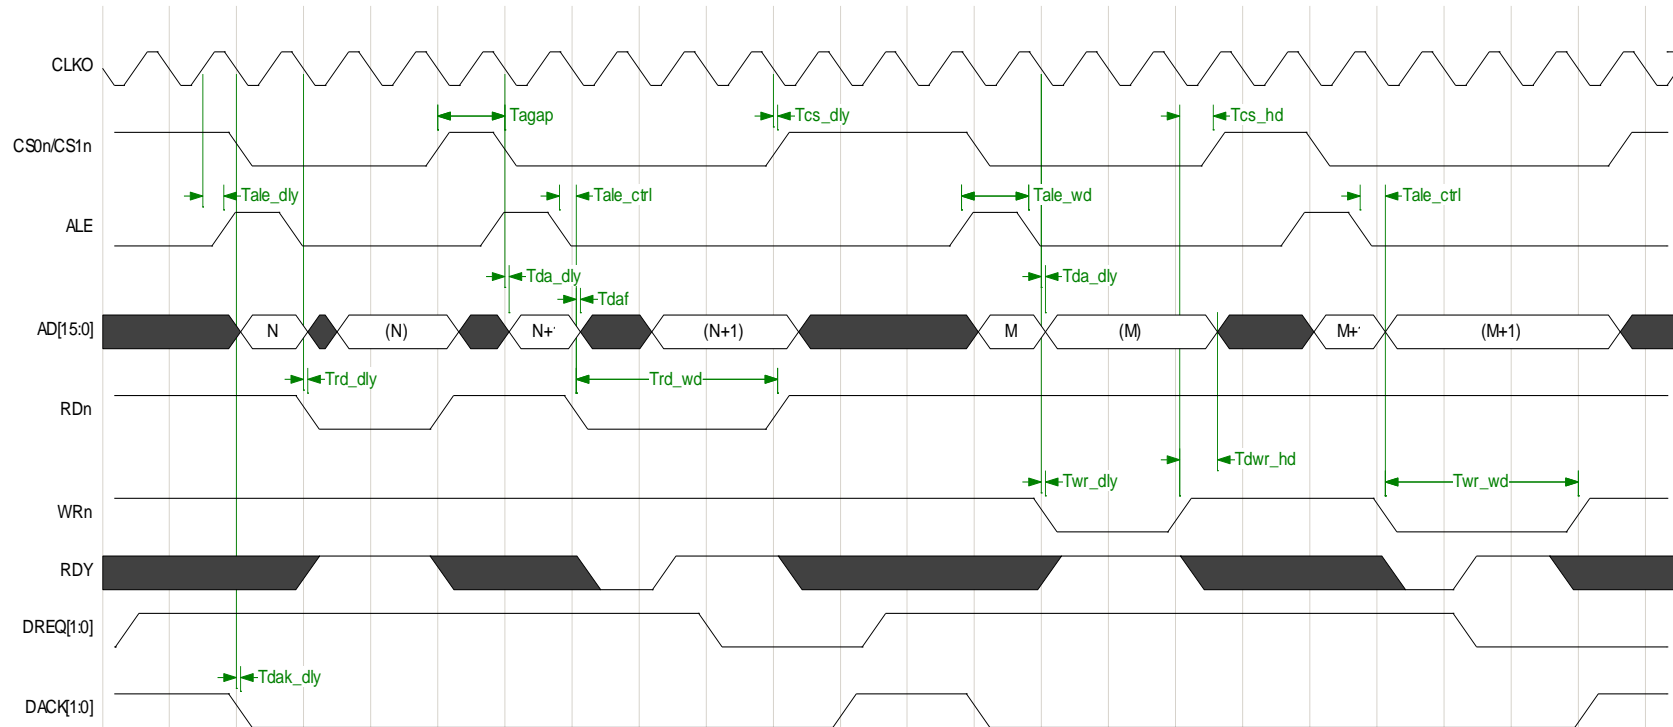 CLKO
Tagap Tcs_dly Tcs_hd
CS0n/CS1n
Tale_dly Tale_ctrl Tale_wd Tale_ctrl
ALE
Tda_dly Tda_dly
Tdaf
AD[15:0] N (N) N+ (N+1) M (M) M+ (M+1)
Trd_dly Trd_wd
RDn
Tdwr_hd
Twr_dly Twr_wd
WRn
RDY
DREQ[1:0]
Tdak_dly
DACK[1:0]